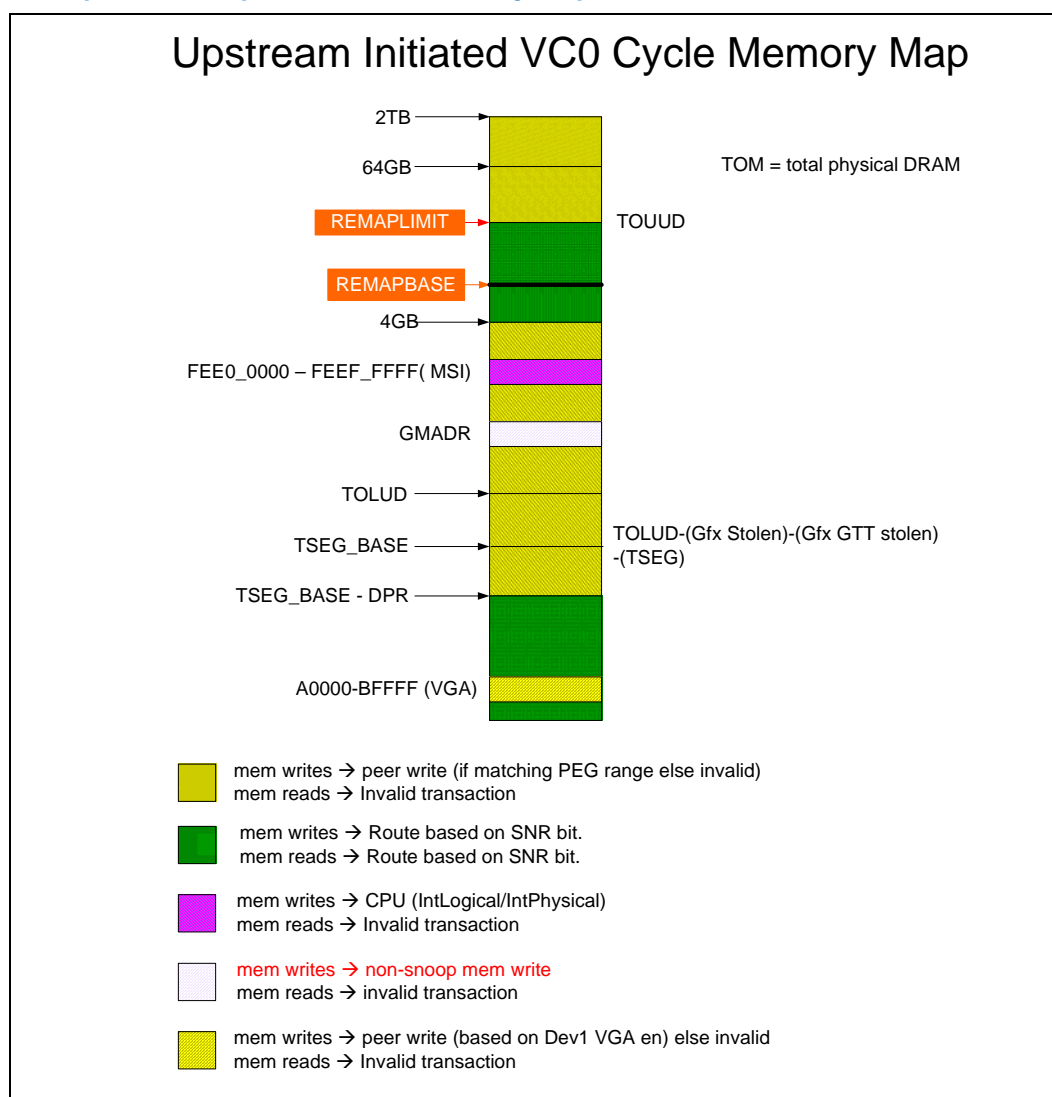 Upstream Initiated VC0 Cycle Memory Map
2TB
64GB
TOM = total physical DRAM
REMAPLIMIT
TOUUD
REMAPBASE
4GB
FEE0_0000 – FEEF_FFFF( MSI)
GMADR
TOLUD
TSEG_BASE
TOLUD-(Gfx Stolen)-(Gfx GTT stolen)
-(TSEG)
TSEG_BASE - DPR
A0000-BFFFF (VGA)
mem writes → peer write (if matching PEG range else invalid)
mem reads → Invalid transaction
mem writes → Route based on SNR bit.
mem reads → Route based on SNR bit.
mem writes → CPU (IntLogical/IntPhysical)
mem reads → Invalid transaction
mem writes → non-snoop mem write
mem reads → invalid transaction
mem writes → peer write (based on Dev1 VGA en) else invalid
mem reads → Invalid transaction